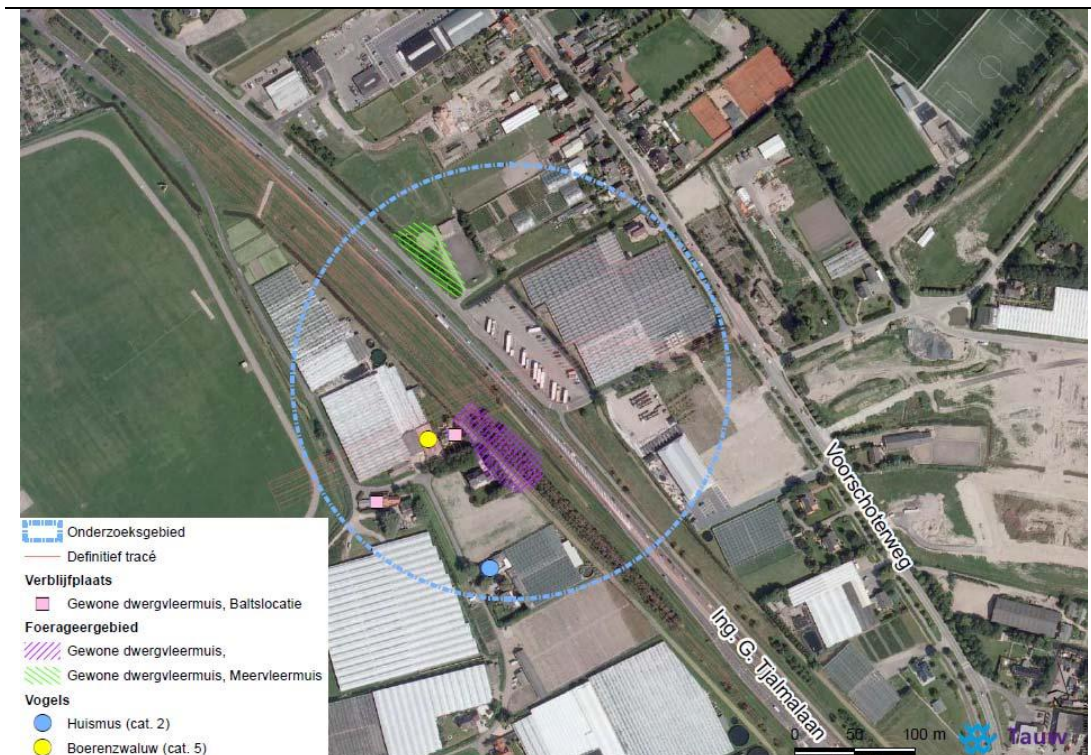 Voorschoterweg
Ing. G. Tjalmalaan
Onderzoeksgebied
Definitief tracé
Verblijfplaats
Gewone dwergvleermuis, Baltslocatie
Foerageergebied
Gewone dwergvleermuis,
Gewone dwergvleermuis, Meervleermuis
Vogels
Huismus (cat. 2)
Boerenzwaluw (cat. 5)
0 50 100 m
Tauw